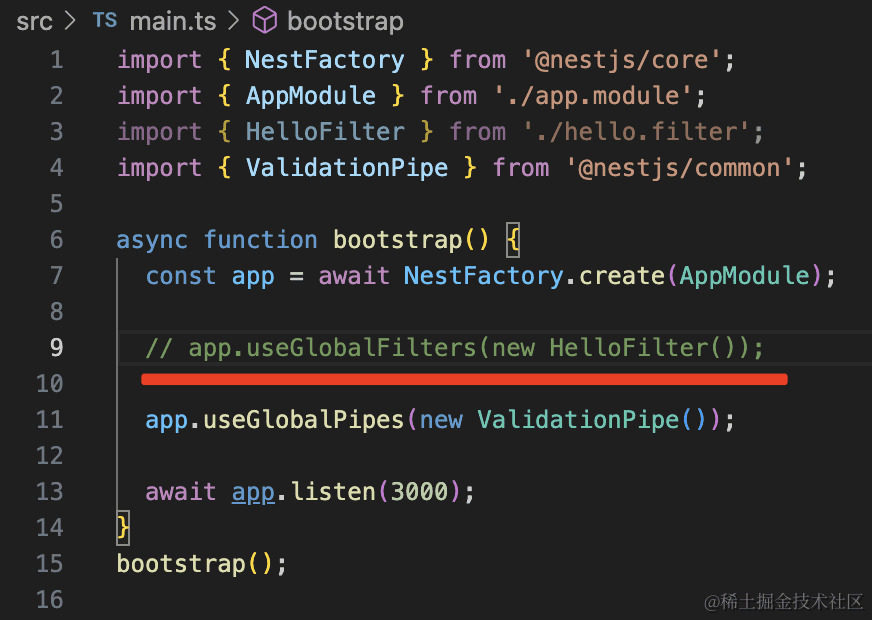 src > TS main.ts > bootstrap
1 import { NestFactory } from '@nestjs/core';
2 import { AppModule } from './app.module';
3 import { HelloFilter } from './hello.filter';
4 import { ValidationPipe } from '@nestjs/common';
5
6 async function bootstrap() {
7   const app = await NestFactory.create(AppModule);
8
9   // app.useGlobalFilters(new HelloFilter());
10
11   app.useGlobalPipes(new ValidationPipe());
12
13   await app.listen(3000);
14 }
15 bootstrap();
16
@稀土掘金技术社区